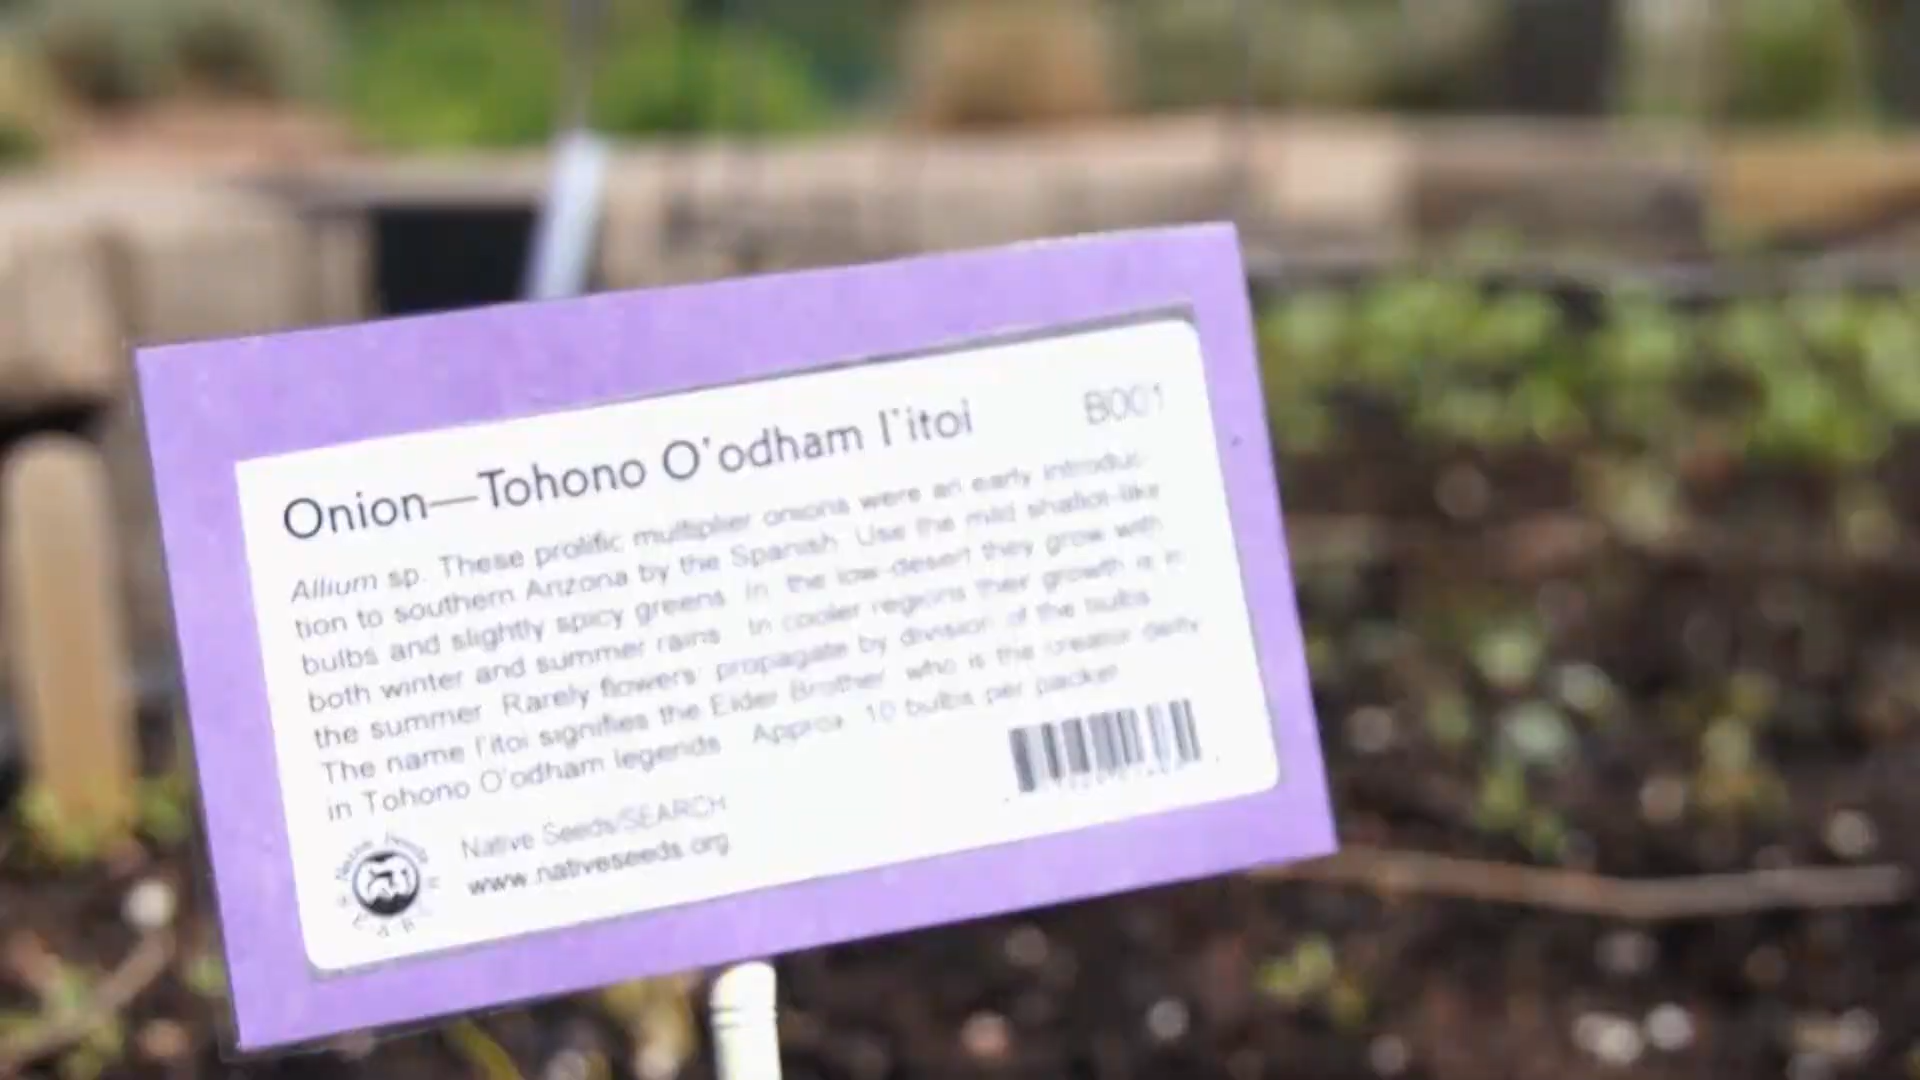 Onion—Tohono O'odham I'itoi
B001
Allium sp. These prolific multiplier onions were an early introduc-
tion to southern Arizona by the Spanish. Use the mild shallot-like
bulbs and slightly spicy greens. In the low desert they grow with
both winter and summer rains. In cooler regions their growth is in
the summer. Rarely flowers; propagate by division of the bulbs.
The name I'itoi signifies the Elder Brother, who is the creator deity
in Tohono O'odham legends. Approx. 10 bulbs per packet.
Native Seeds/SEARCH
www.nativeseeds.org